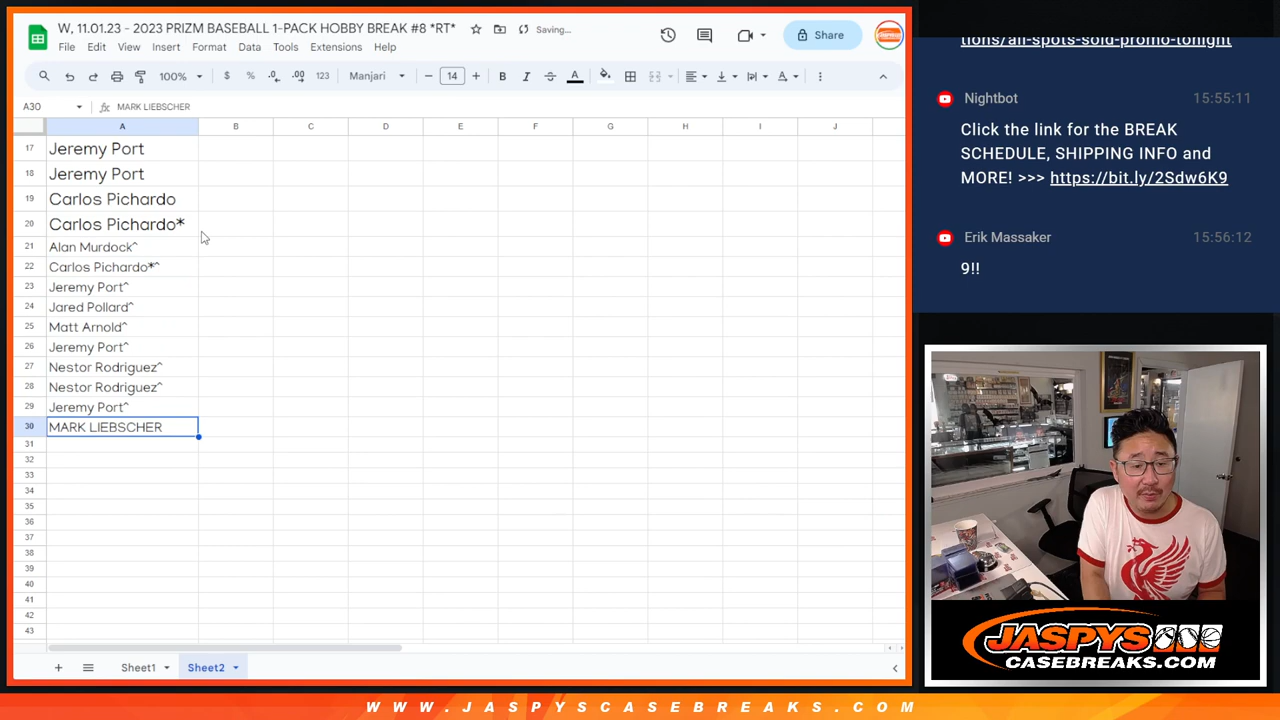 W, 11.01.23 - 2023 PRIZM BASEBALL 1-PACK HOBBY BREAK #8 *RT*
Saving...
File Edit View Insert Format Data Tools Extensions Help
Share
100% $ % .0 .00 123 Manjari 14 B I A
A30 fx MARK LIEBSCHER
A B C D E F G H I J
17 Jeremy Port
18 Jeremy Port
19 Carlos Pichardo
20 Carlos Pichardo*
21 Alan Murdock^
22 Carlos Pichardo*^
23 Jeremy Port^
24 Jared Pollard^
25 Matt Arnold^
26 Jeremy Port^
27 Nestor Rodriguez^
28 Nestor Rodriguez^
29 Jeremy Port^
30 MARK LIEBSCHER
31
32
33
34
35
36
37
38
39
40
41
42
43
Sheet1 Sheet2
tions/all-spots-sold-promo-tonight
Nightbot 15:55:11
Click the link for the BREAK
SCHEDULE, SHIPPING INFO and
MORE! >>> https://bit.ly/2Sdw6K9
Erik Massaker 15:56:12
9!!
JASPYS
CASEBREAKS.COM
WWW.JASPYSCASEBREAKS.COM